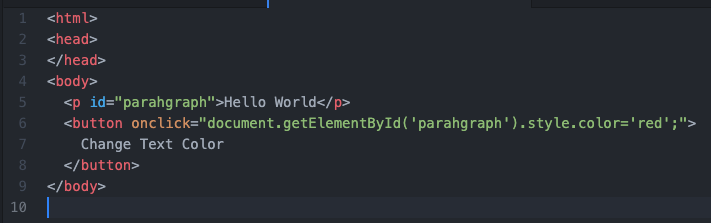 1 <html>
2 <head>
3 </head>
4 <body>
5   <p id="parahgraph">Hello World</p>
6   <button onclick="document.getElementById('parahgraph').style.color='red';">
7     Change Text Color
8   </button>
9 </body>
10